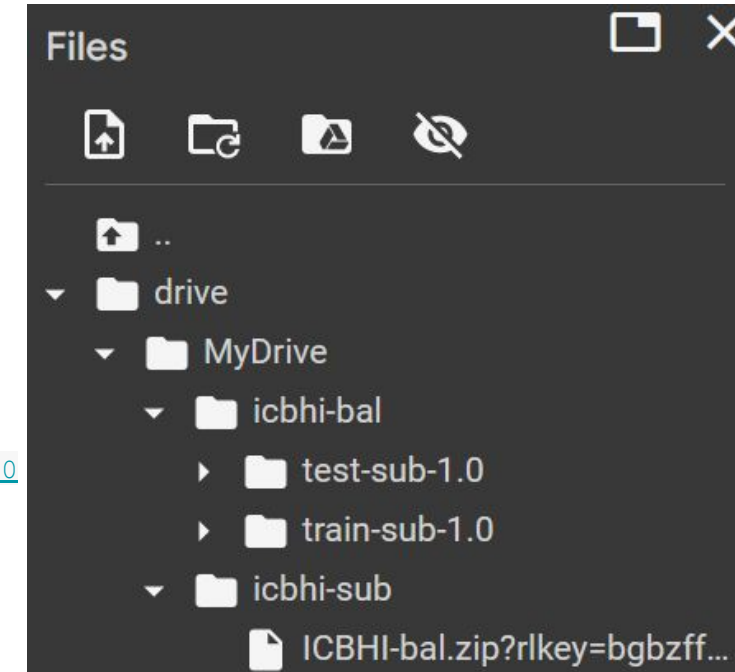 Files
..
drive
MyDrive
icbhi-bal
0
test-sub-1.0
train-sub-1.0
icbhi-sub
ICBHI-bal.zip?rlkey=bgbzff...